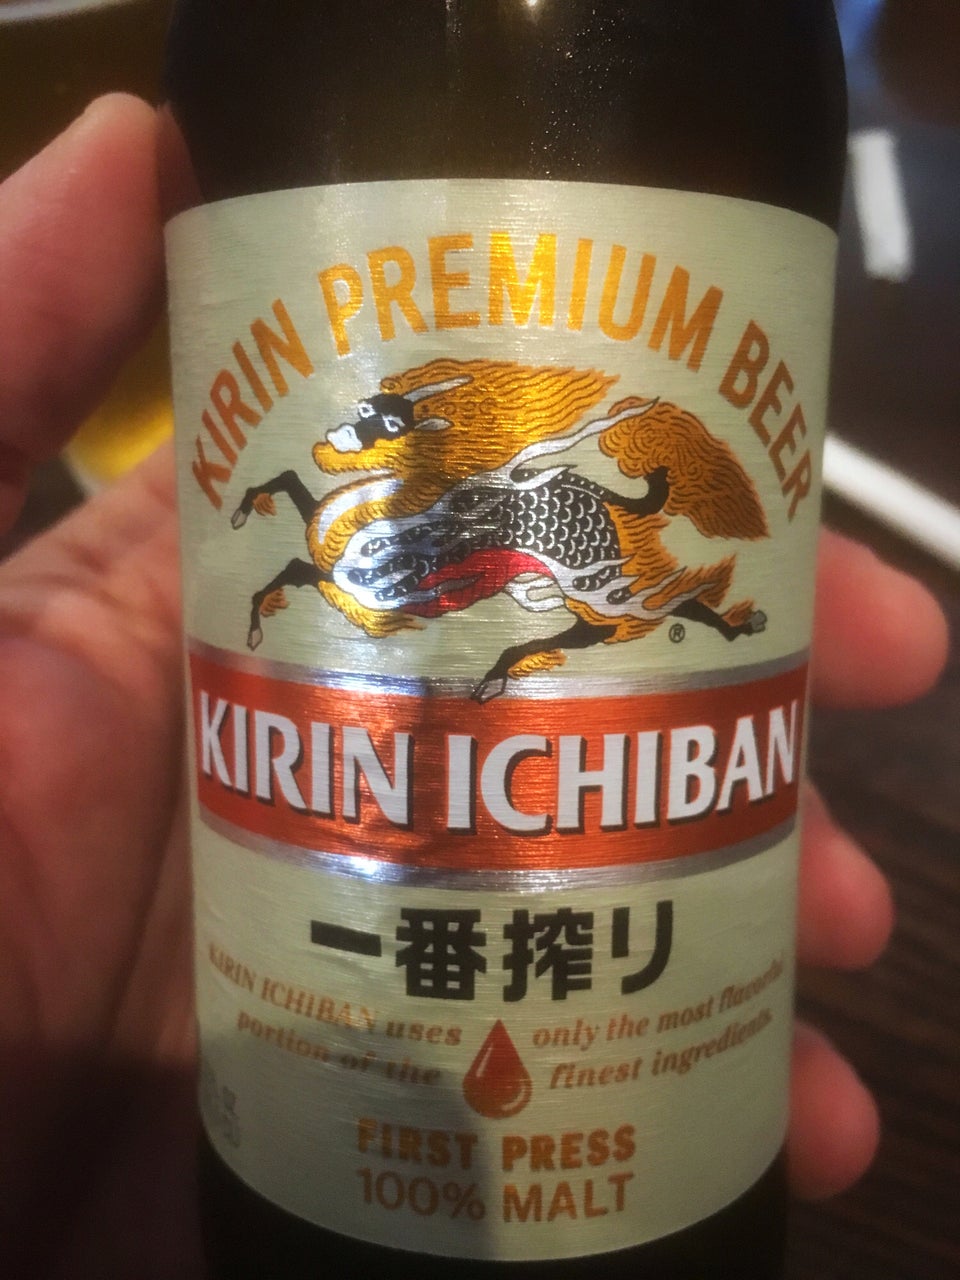 KIRIN PREMIUM BEER
®
KIRIN ICHIBAN
一番搾り
KIRIN ICHIBAN uses only the most flavorful
portion of the finest ingredients.
FIRST PRESS
100% MALT